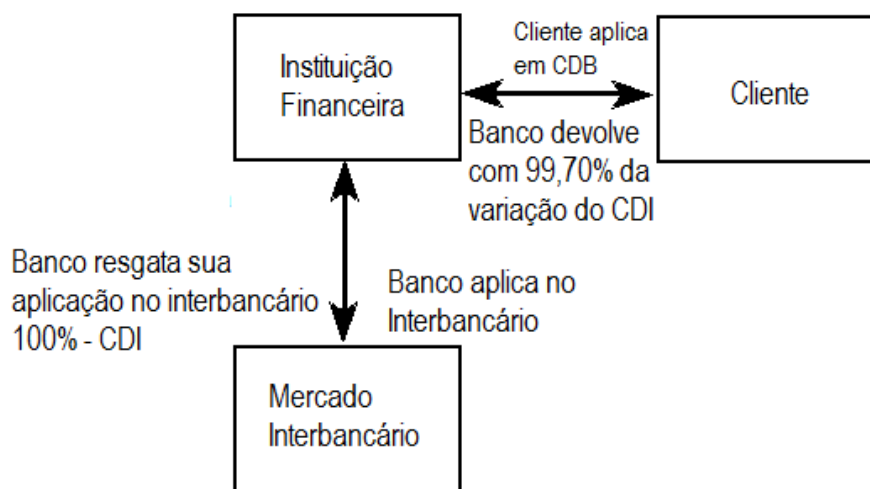 Instituição
Financeira
Cliente aplica
em CDB
Cliente
Banco devolve
com 99,70% da
variação do CDI
Banco resgata sua
aplicação no interbancário
100% - CDI
Banco aplica no
Interbancário
Mercado
Interbancário